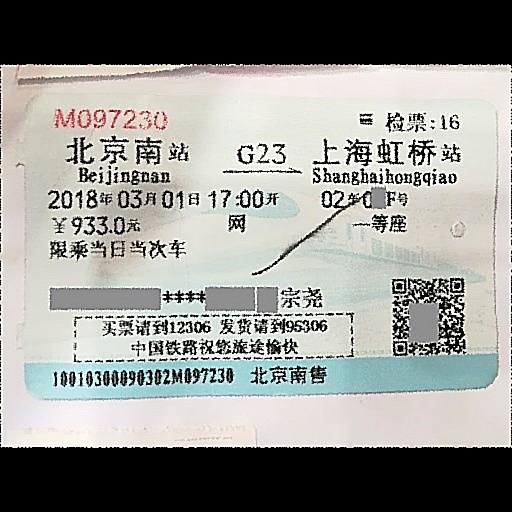 M097230 检票:16
北京南站 G23 上海虹桥站
Beijingnan Shanghaihongqiao
2018年03月01日17:00开 02车0 F号
￥933.0元 网 一等座
限乘当日当次车
**** 宗尧
买票请到12306 发货请到95306
中国铁路祝您旅途愉快
10010300090302M097230 北京南售